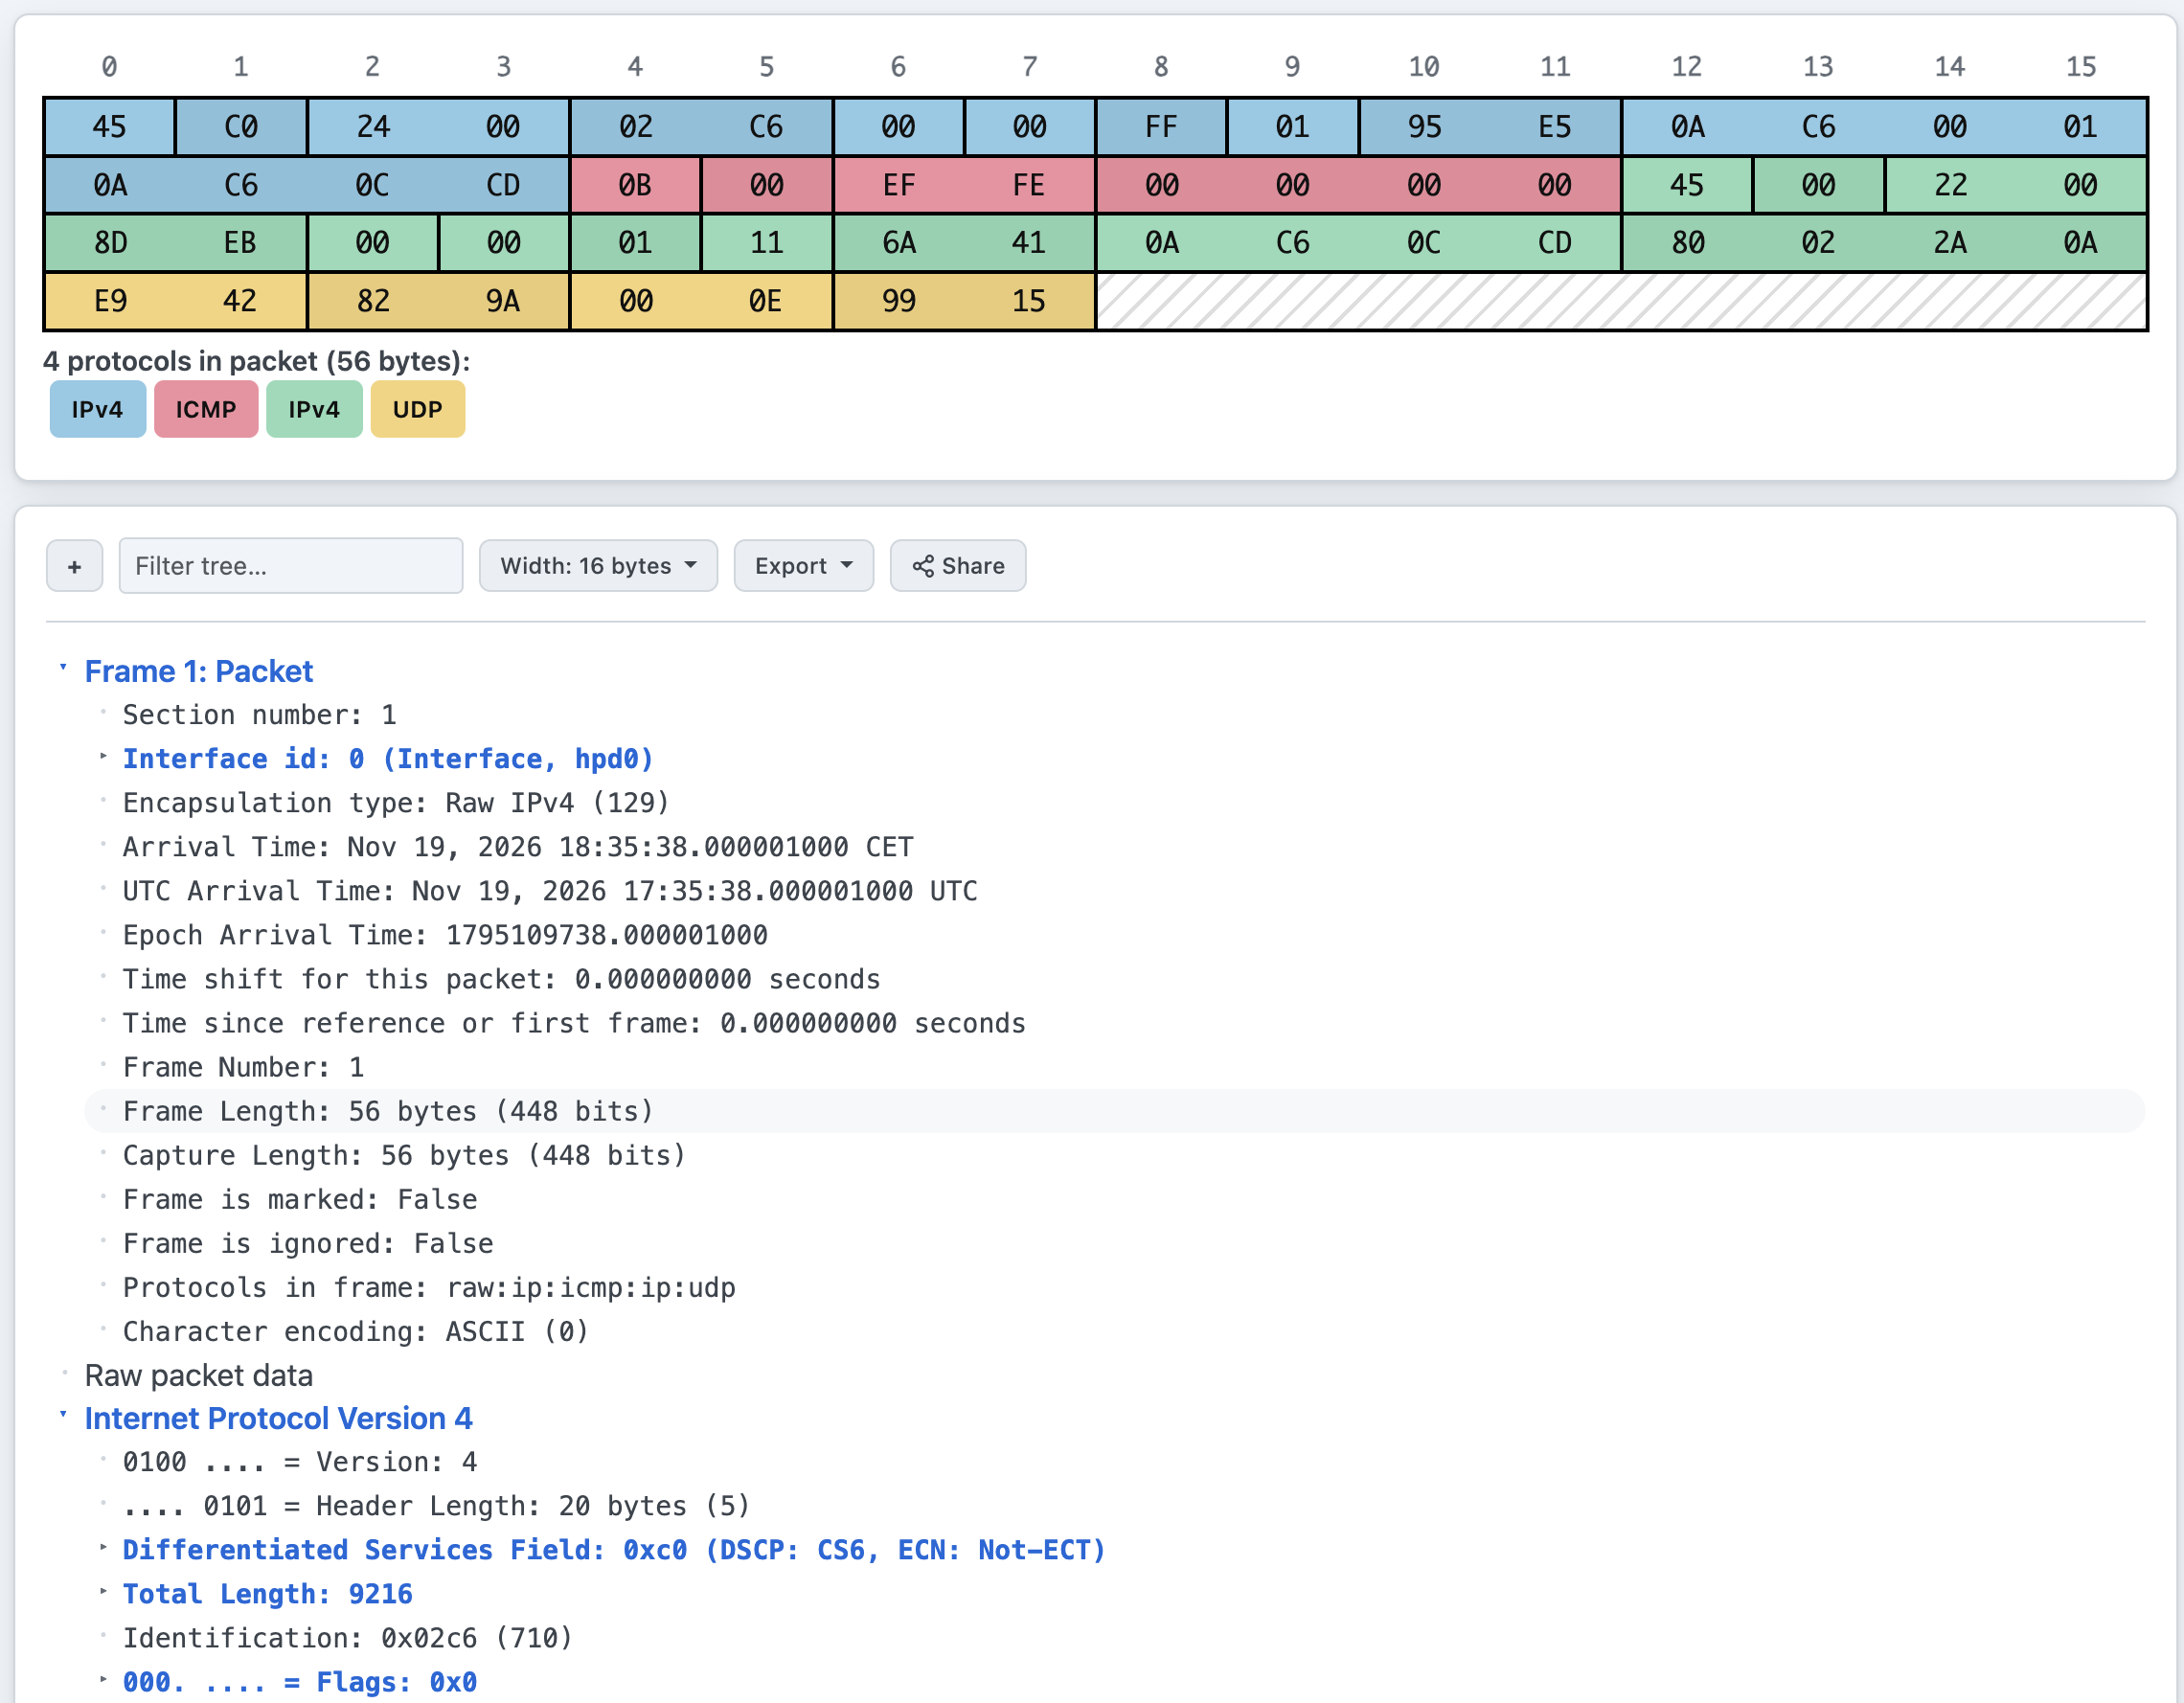 0 1 2 3 4 5 6 7 8 9 10 11 12 13 14 15
45 C0 24 00 02 C6 00 00 FF 01 95 E5 0A C6 00 01
0A C6 0C CD 0B 00 EF FE 00 00 00 00 45 00 22 00
8D EB 00 00 01 11 6A 41 0A C6 0C CD 80 02 2A 0A
E9 42 82 9A 00 0E 99 15
4 protocols in packet (56 bytes):
IPv4 ICMP IPv4 UDP
+ Filter tree... Width: 16 bytes Export Share
Frame 1: Packet
Section number: 1
Interface id: 0 (Interface, hpd0)
Encapsulation type: Raw IPv4 (129)
Arrival Time: Nov 19, 2026 18:35:38.000001000 CET
UTC Arrival Time: Nov 19, 2026 17:35:38.000001000 UTC
Epoch Arrival Time: 1795109738.000001000
Time shift for this packet: 0.000000000 seconds
Time since reference or first frame: 0.000000000 seconds
Frame Number: 1
Frame Length: 56 bytes (448 bits)
Capture Length: 56 bytes (448 bits)
Frame is marked: False
Frame is ignored: False
Protocols in frame: raw:ip:icmp:ip:udp
Character encoding: ASCII (0)
Raw packet data
Internet Protocol Version 4
0100 .... = Version: 4
.... 0101 = Header Length: 20 bytes (5)
Differentiated Services Field: 0xc0 (DSCP: CS6, ECN: Not-ECT)
Total Length: 9216
Identification: 0x02c6 (710)
000. .... = Flags: 0x0